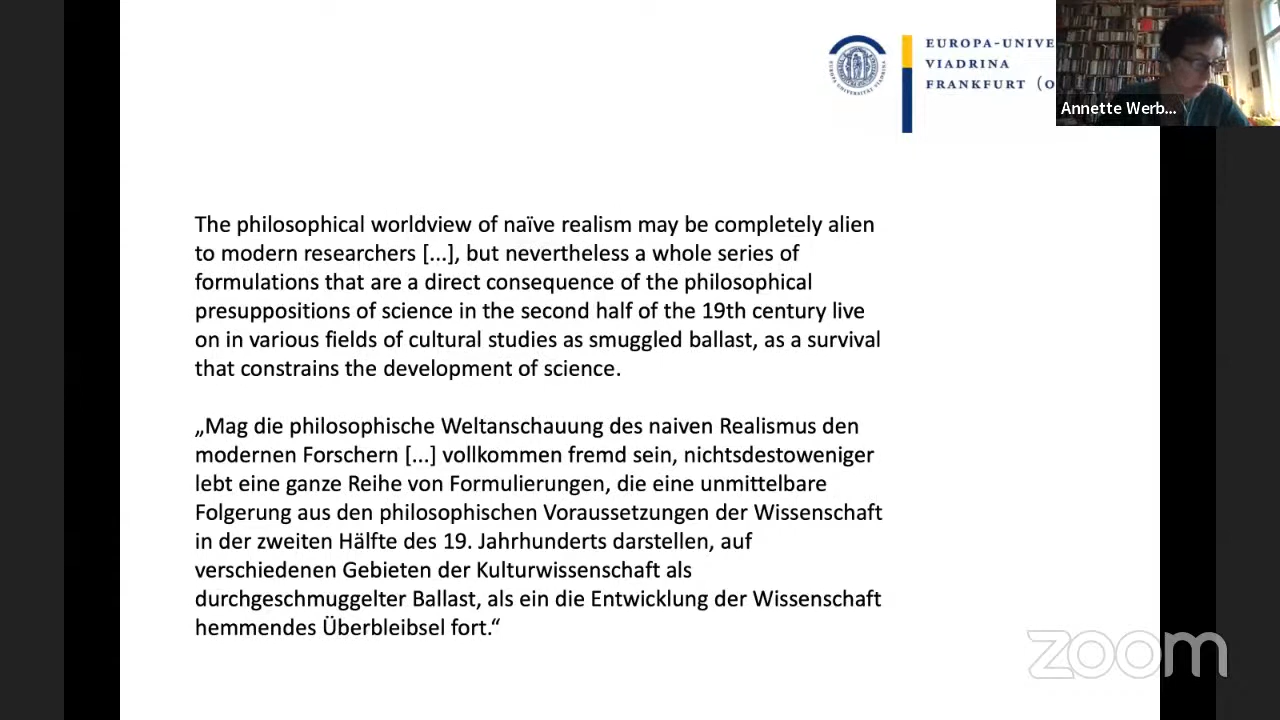 EUROPA-UNIVE
VIADRINA
FRANKFURT (O
Annette Werb...
The philosophical worldview of naïve realism may be completely alien
to modern researchers [...], but nevertheless a whole series of
formulations that are a direct consequence of the philosophical
presuppositions of science in the second half of the 19th century live
on in various fields of cultural studies as smuggled ballast, as a survival
that constrains the development of science.
„Mag die philosophische Weltanschauung des naiven Realismus den
modernen Forschern [...] vollkommen fremd sein, nichtsdestoweniger
lebt eine ganze Reihe von Formulierungen, die eine unmittelbare
Folgerung aus den philosophischen Voraussetzungen der Wissenschaft
in der zweiten Hälfte des 19. Jahrhunderts darstellen, auf
verschiedenen Gebieten der Kulturwissenschaft als
durchgeschmuggelter Ballast, als ein die Entwicklung der Wissenschaft
hemmendes Überbleibsel fort.“
zoom